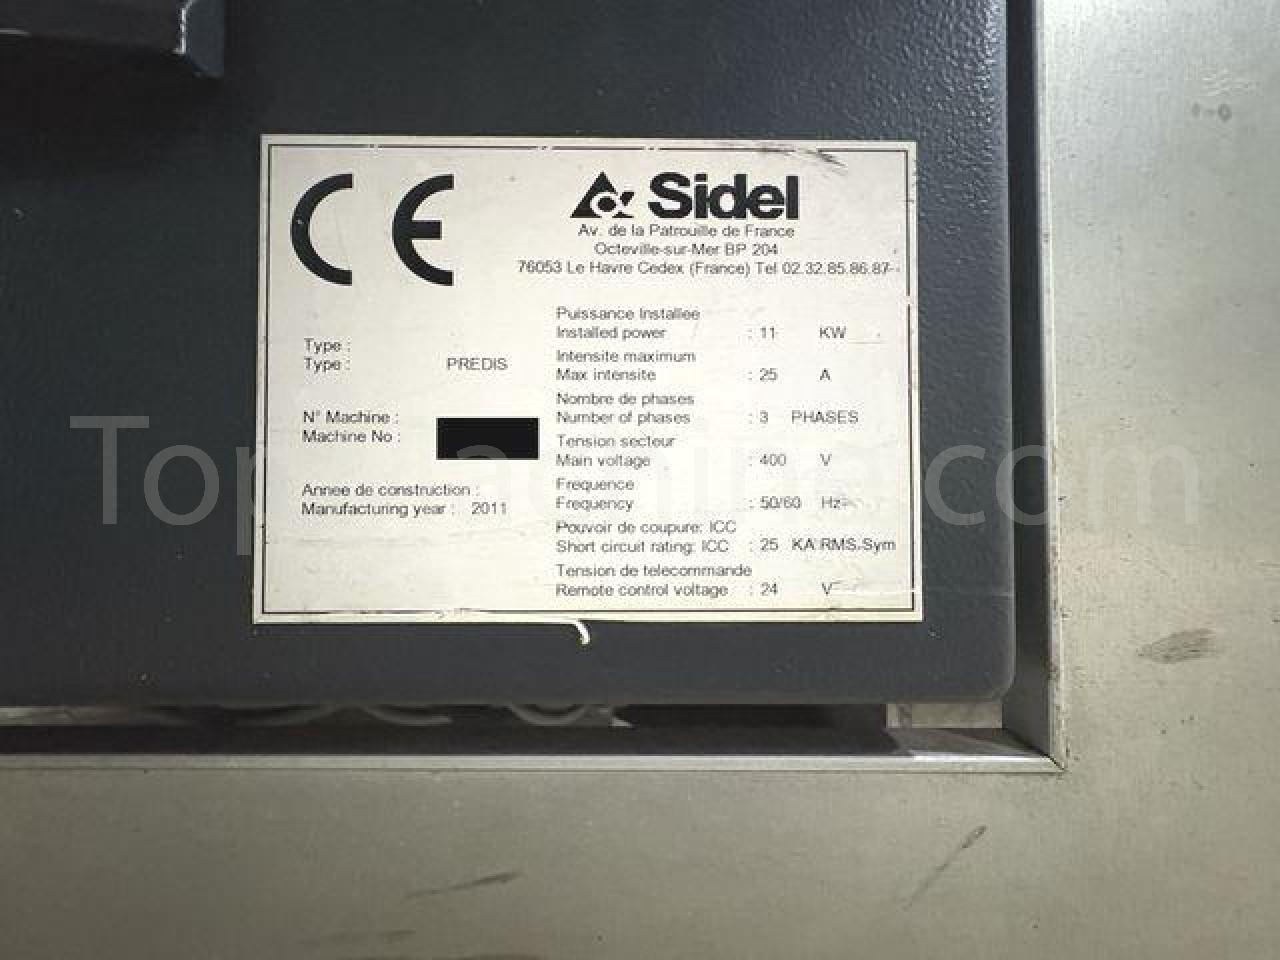 CE
Sidel
Av. de la Patrouille de France
Octeville-sur-Mer BP 204
76053 Le Havre Cedex (France) Tel 02.32.85.86.87
Type :
Type : PREDIS
N° Machine :
Machine No :
Annee de construction :
Manufacturing year : 2011
Puissance Installee
Installed power : 11 KW
Intensite maximum
Max intensite : 25 A
Nombre de phases
Number of phases : 3 PHASES
Tension secteur
Main voltage : 400 V
Frequence
Frequency : 50/60 Hz
Pouvoir de coupure: ICC
Short circuit rating: ICC : 25 KA RMS.Sym
Tension de telecommande
Remote control voltage : 24 V
TopMachine.com